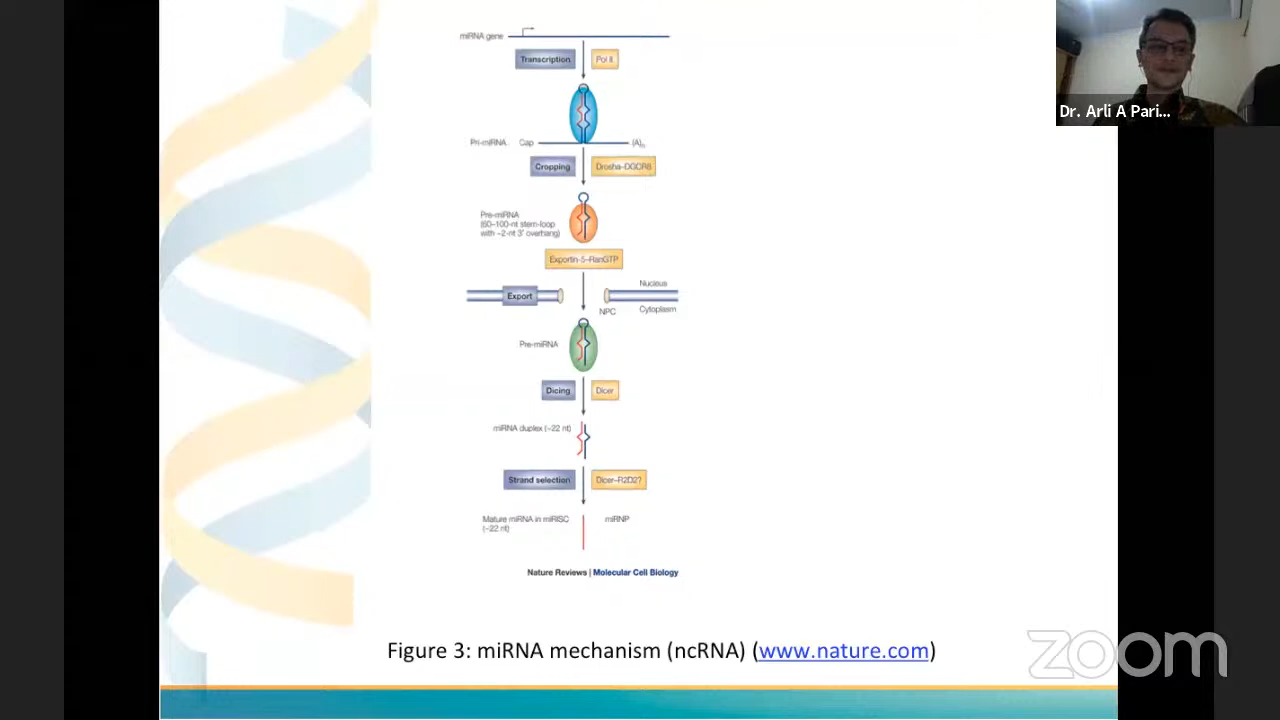 Dr. Arli A Pari...
miRNA gene
Transcription
Pol II
Pri-miRNA Cap (A)n
Cropping
Drosha–DGCR8
Pre-miRNA
(60–100-nt stem-loop
with ~2-nt 3' overhang)
Exportin-5–RanGTP
Nucleus
Export
NPC
Cytoplasm
Pre-miRNA
Dicing
Dicer
miRNA duplex (~22 nt)
Strand selection
Dicer–R2D2?
Mature miRNA in miRISC
(~22 nt)
miRNP
Nature Reviews | Molecular Cell Biology
Figure 3: miRNA mechanism (ncRNA) (www.nature.com)
zoom